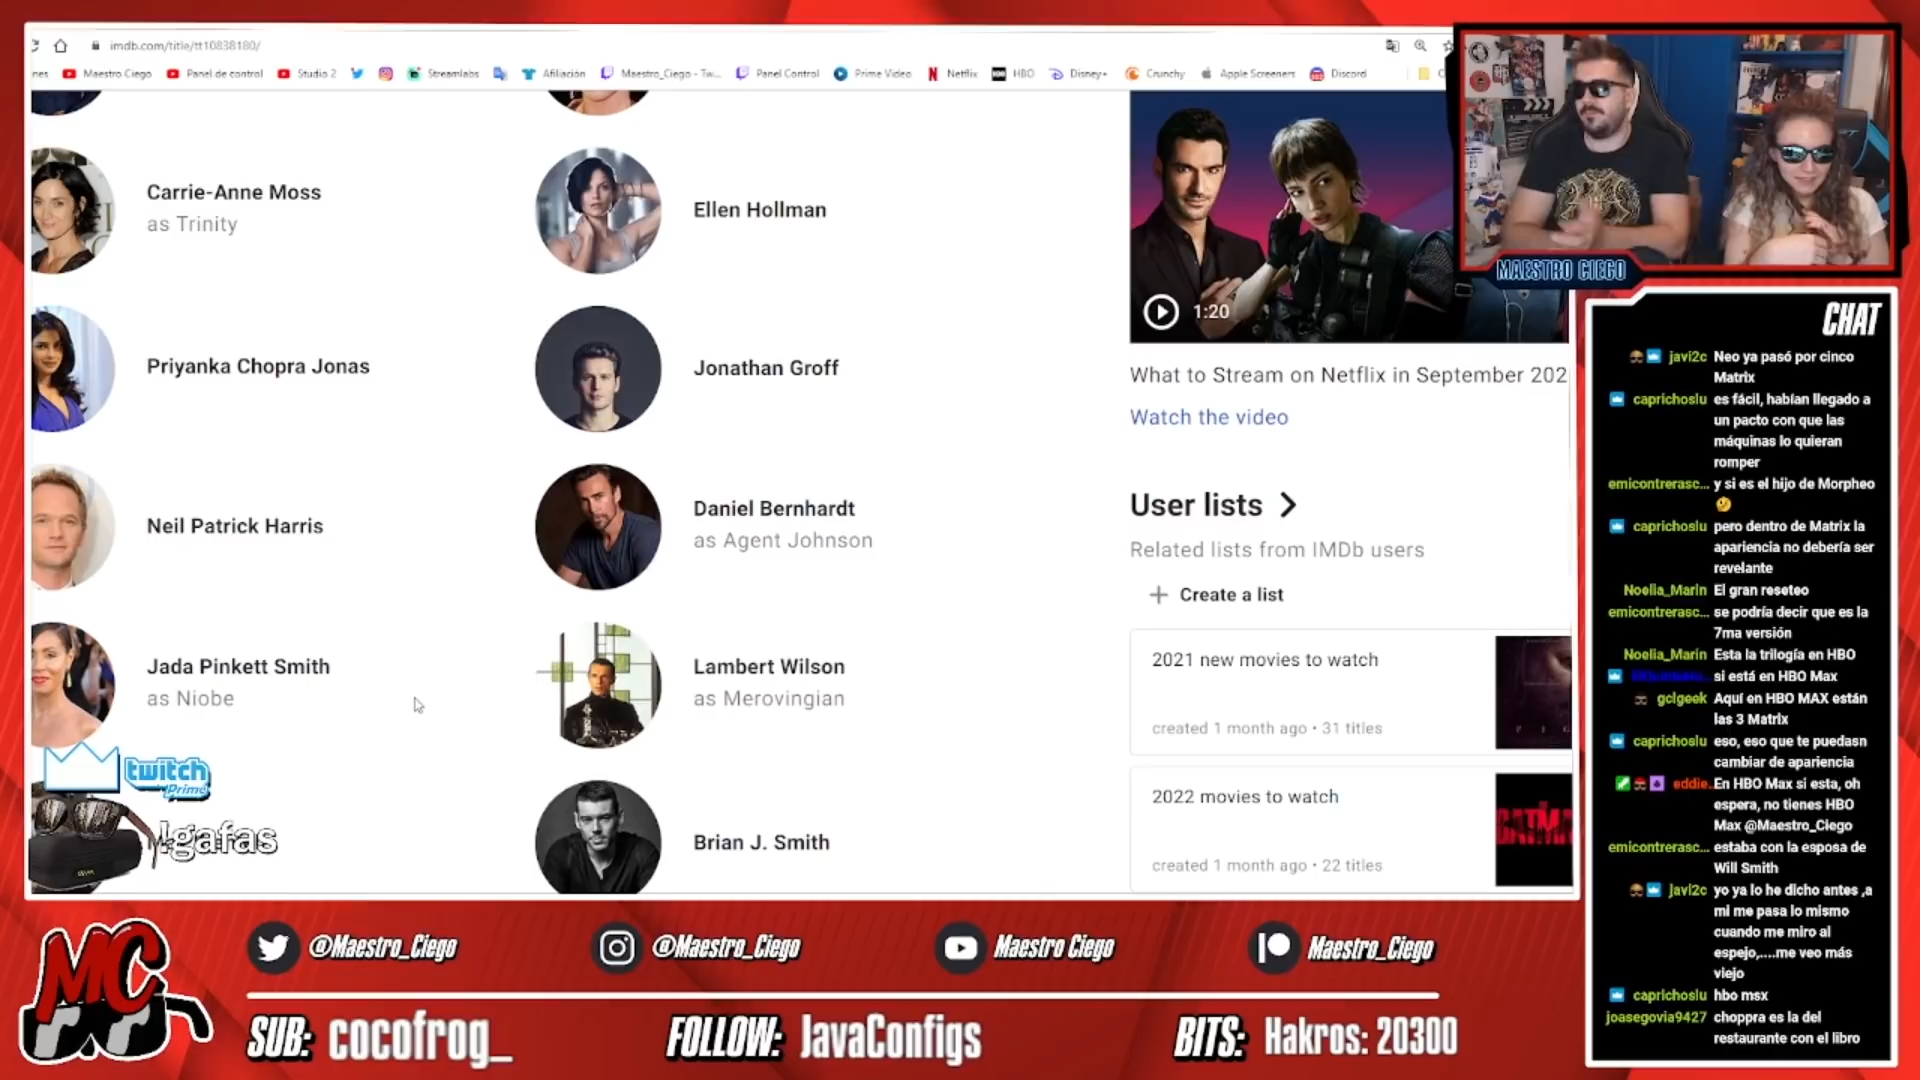 imdb.com/title/tt10838180/
nes Maestro Ciego Panel de control Studio 2 Streamlabs Afiliación Maestro_Ciego - Tw... Panel Control Prime Video Netflix HBO Disney+ Crunchy Apple Screeners Discord
Carrie-Anne Moss
as Trinity
Ellen Hollman
Priyanka Chopra Jonas
Jonathan Groff
Neil Patrick Harris
Daniel Bernhardt
as Agent Johnson
Jada Pinkett Smith
as Niobe
Lambert Wilson
as Merovingian
Brian J. Smith
twitch
Prime
!gafas
1:20
What to Stream on Netflix in September 202
Watch the video
User lists
Related lists from IMDb users
Create a list
2021 new movies to watch
created 1 month ago • 31 titles
P I G
2022 movies to watch
created 1 month ago • 22 titles
BATMA
MAESTRO CIEGO
CHAT
javi2c Neo ya pasó por cinco
Matrix
caprichoslu es fácil, habían llegado a
un pacto con que las
máquinas lo quieran
romper
emicontrerasc... y si es el hijo de Morpheo
caprichoslu pero dentro de Matrix la
apariencia no debería ser
revelante
Noelia_Marin El gran reseteo
emicontrerasc... se podría decir que es la
7ma versión
Noelia_Marin Esta la trilogía en HBO
si está en HBO Max
gclgeek Aquí en HBO MAX están
las 3 Matrix
caprichoslu eso, eso que te puedasn
cambiar de apariencia
eddie... En HBO Max si esta, oh
espera, no tienes HBO
Max @Maestro_Ciego
emicontrerasc... estaba con la esposa de
Will Smith
javi2c yo ya lo he dicho antes ,a
mi me pasa lo mismo
cuando me miro al
espejo,....me veo más
viejo
caprichoslu hbo msx
joasegovia9427 choppra es la del
restaurante con el libro
MC
@Maestro_Ciego
@Maestro_Ciego
Maestro Ciego
Maestro_Ciego
SUB: cocofrog_
FOLLOW: JavaConfigs
BITS: Hakros: 20300